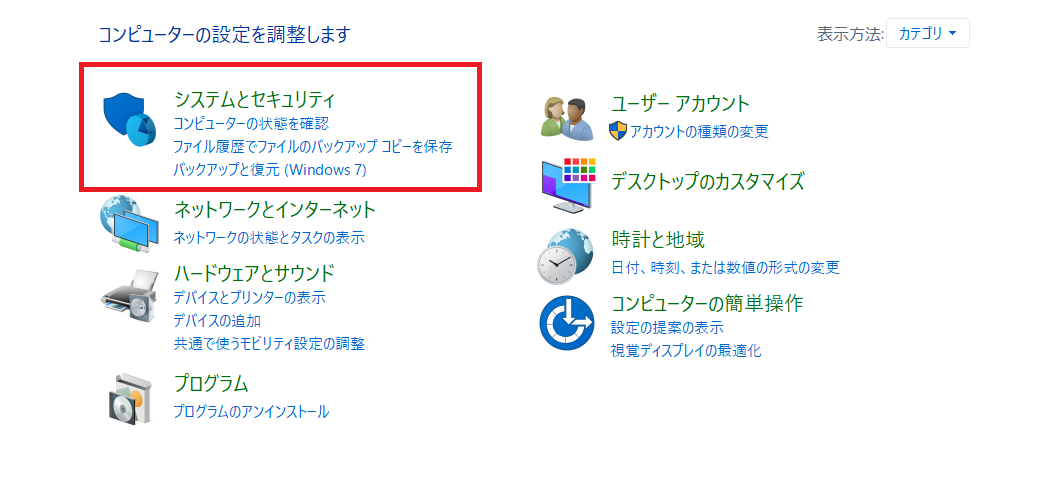 コンピューターの設定を調整します
表示方法: カテゴリ
システムとセキュリティ
コンピューターの状態を確認
ファイル履歴でファイルのバックアップ コピーを保存
バックアップと復元 (Windows 7)
ネットワークとインターネット
ネットワークの状態とタスクの表示
ハードウェアとサウンド
デバイスとプリンターの表示
デバイスの追加
共通で使うモビリティ設定の調整
プログラム
プログラムのアンインストール
ユーザー アカウント
アカウントの種類の変更
デスクトップのカスタマイズ
時計と地域
日付、時刻、または数値の形式の変更
コンピューターの簡単操作
設定の提案の表示
視覚ディスプレイの最適化